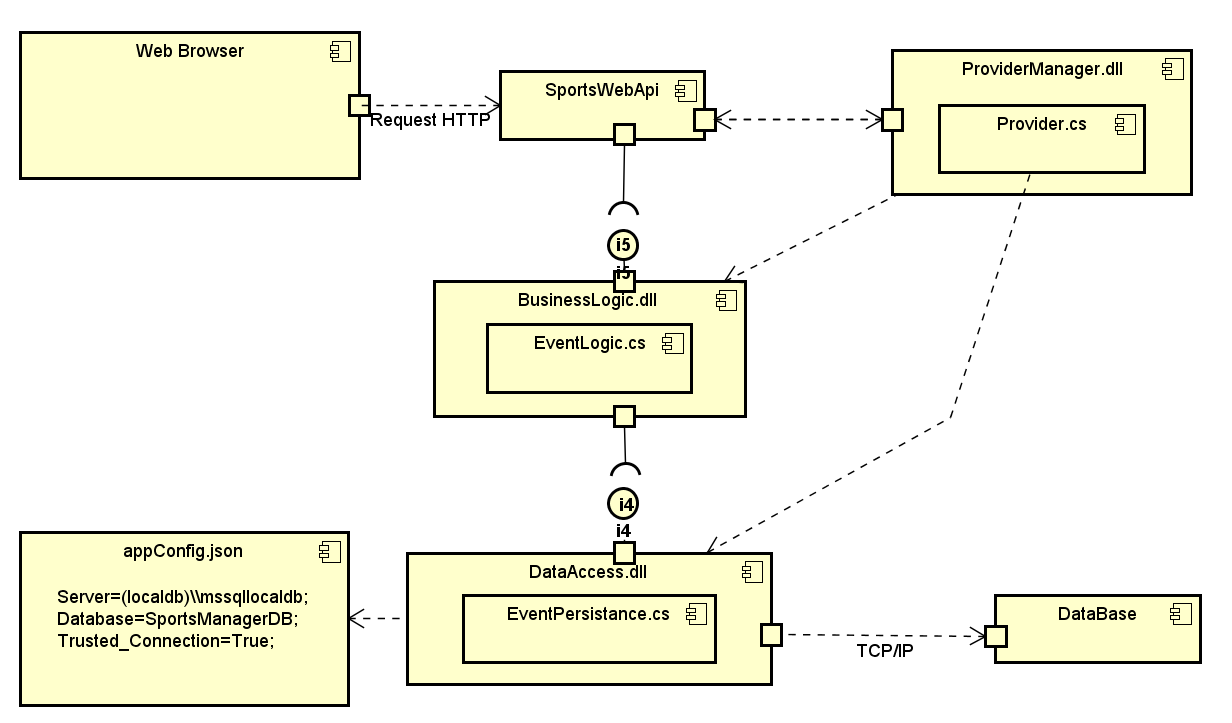 Web Browser
SportsWebApi
ProviderManager.dll
Request HTTP
Provider.cs
i5
i5
BusinessLogic.dll
EventLogic.cs
i4
i4
appConfig.json
Server=(localdb)\\mssqllocaldb;
Database=SportsManagerDB;
Trusted_Connection=True;
DataAccess.dll
EventPersistance.cs
TCP/IP
DataBase